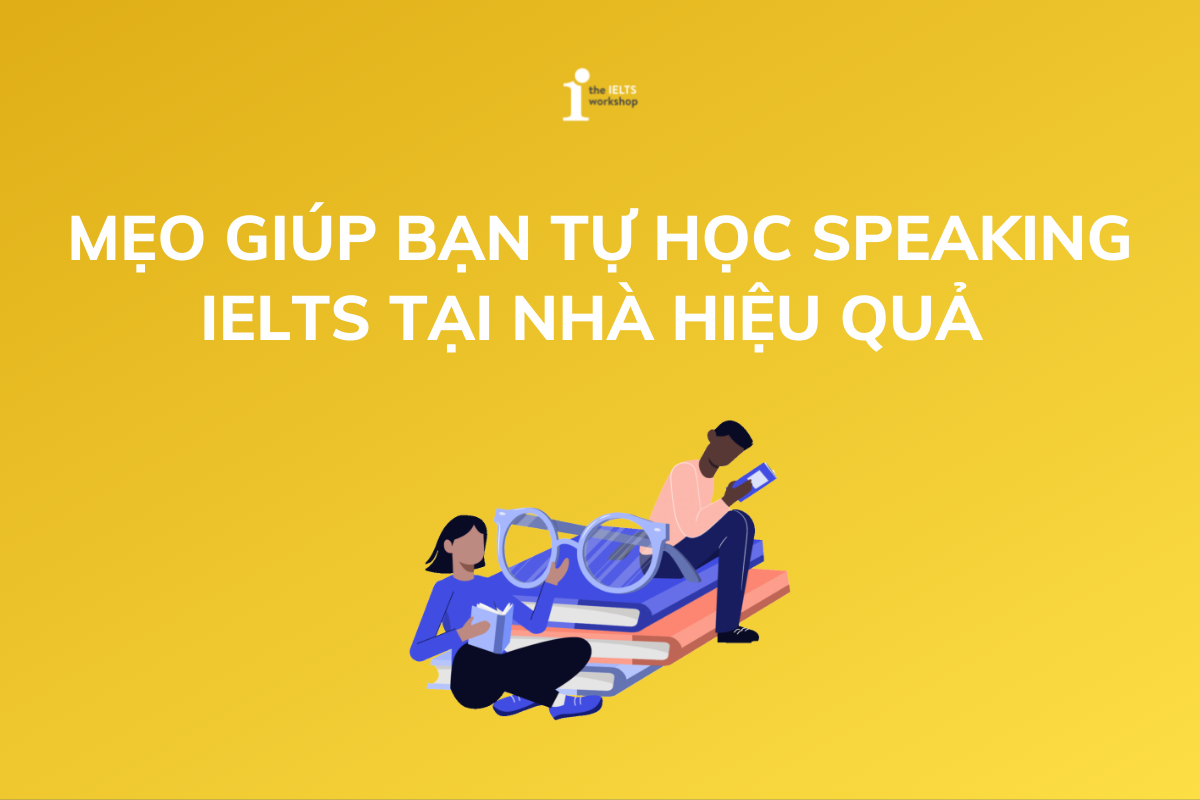 the IELTS
workshop
MẸO GIÚP BẠN TỰ HỌC SPEAKING
IELTS TẠI NHÀ HIỆU QUẢ